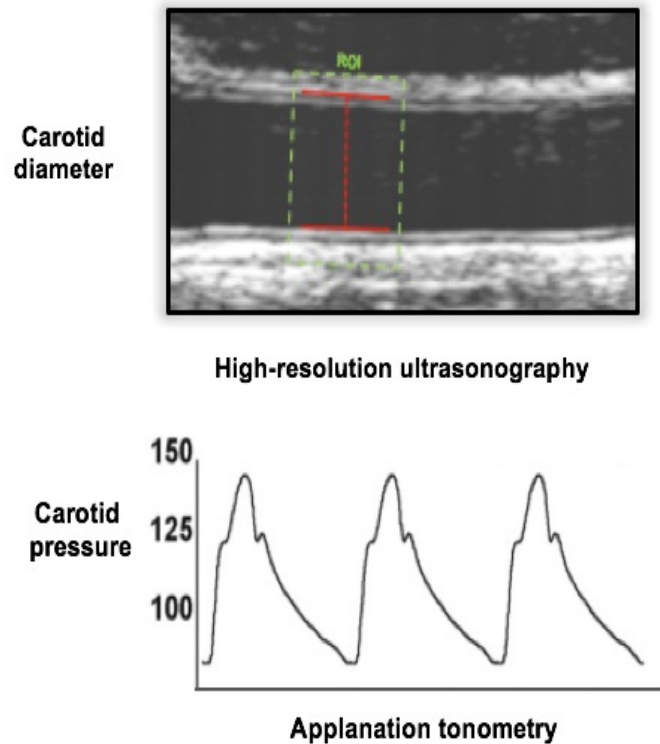 ROI
Carotid
diameter
High-resolution ultrasonography
150
Carotid
pressure
125
100
Applanation tonometry